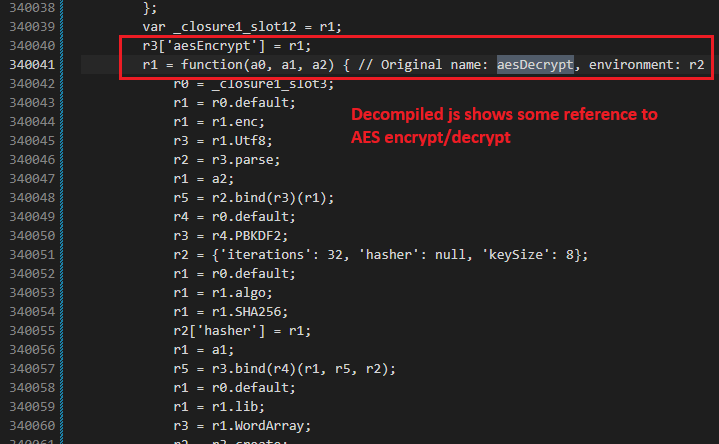 340038 };
340039 var _closure1_slot12 = r1;
340040 r3['aesEncrypt'] = r1;
340041 r1 = function(a0, a1, a2) { // Original name: aesDecrypt, environment: r2
340042 r0 = _closure1_slot3;
340043 r1 = r0.default;
340044 r1 = r1.enc;
340045 r3 = r1.Utf8;
340046 r2 = r3.parse;
340047 r1 = a2;
340048 r5 = r2.bind(r3)(r1);
340049 r4 = r0.default;
340050 r3 = r4.PBKDF2;
340051 r2 = {'iterations': 32, 'hasher': null, 'keySize': 8};
340052 r1 = r0.default;
340053 r1 = r1.algo;
340054 r1 = r1.SHA256;
340055 r2['hasher'] = r1;
340056 r1 = a1;
340057 r5 = r3.bind(r4)(r1, r5, r2);
340058 r1 = r0.default;
340059 r1 = r1.lib;
340060 r3 = r1.WordArray;
340061 r2 = r3.create;
Decompiled js shows some reference to
AES encrypt/decrypt